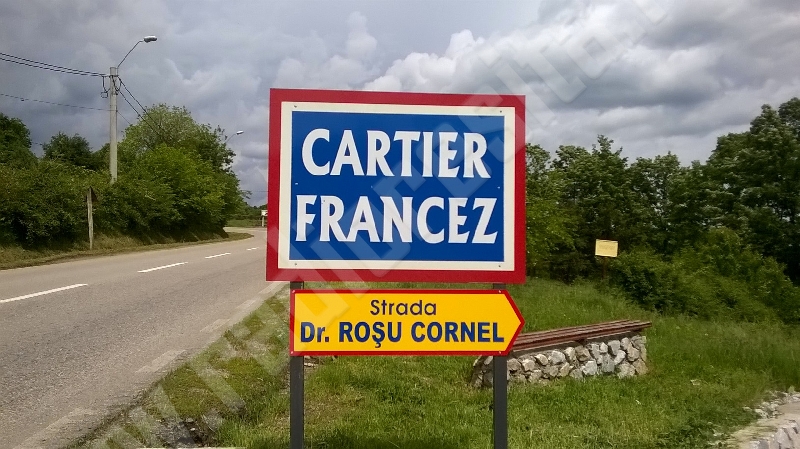 CARTIER
FRANCEZ
Strada
Dr. ROŞU CORNEL